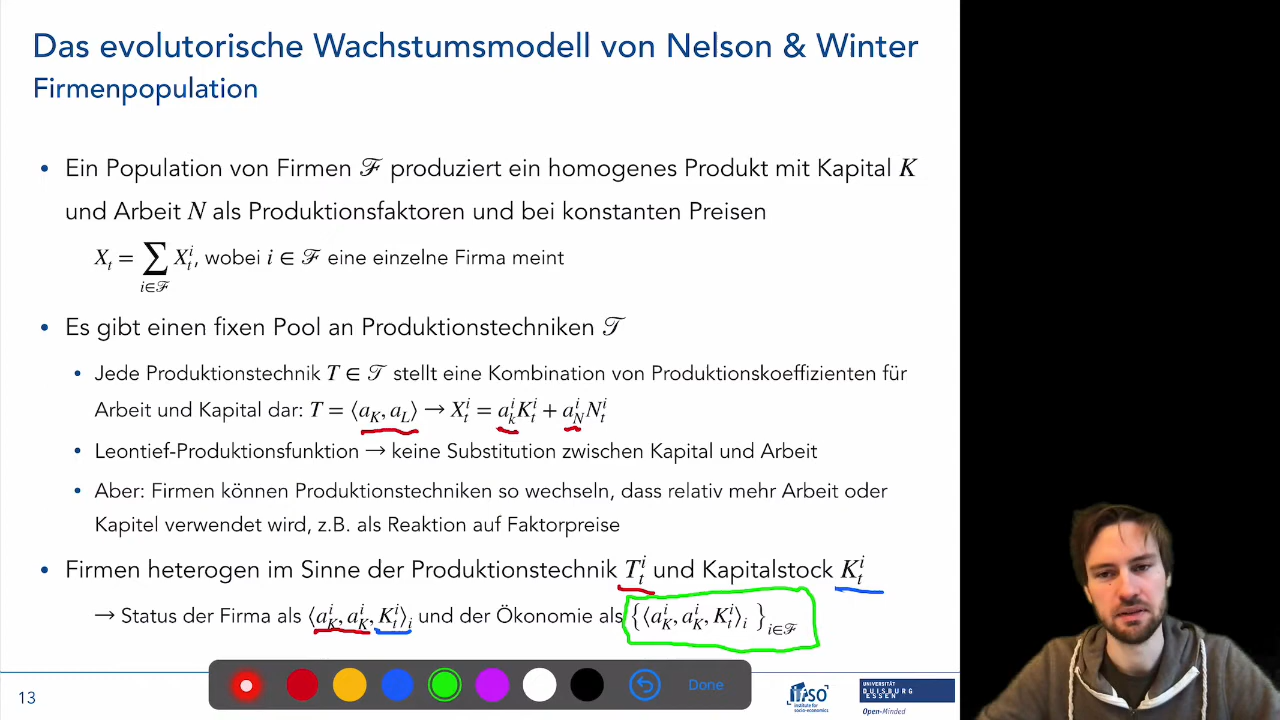 Das evolutorische Wachstumsmodell von Nelson & Winter
Firmenpopulation
• Ein Population von Firmen ℱ produziert ein homogenes Produkt mit Kapital K
und Arbeit N als Produktionsfaktoren und bei konstanten Preisen
X_t = ∑_{i∈ℱ} X_t^i, wobei i ∈ ℱ eine einzelne Firma meint
• Es gibt einen fixen Pool an Produktionstechniken 𝒯
• Jede Produktionstechnik T ∈ 𝒯 stellt eine Kombination von Produktionskoeffizienten für
Arbeit und Kapital dar: T = ⟨a_K, a_L⟩ → X_t^i = a_k^i K_t^i + a_N^i N_t^i
• Leontief-Produktionsfunktion → keine Substitution zwischen Kapital und Arbeit
• Aber: Firmen können Produktionstechniken so wechseln, dass relativ mehr Arbeit oder
Kapitel verwendet wird, z.B. als Reaktion auf Faktorpreise
• Firmen heterogen im Sinne der Produktionstechnik T_t^i und Kapitalstock K_t^i
→ Status der Firma als ⟨a_K^i, a_K^i, K_t^i⟩_i und der Ökonomie als {⟨a_K^i, a_K^i, K_t^i⟩_i }_{i∈ℱ}
Done
13
ifso
institute for
socio-economics
UNIVERSITÄT
DUISBURG
ESSEN
Open-Minded